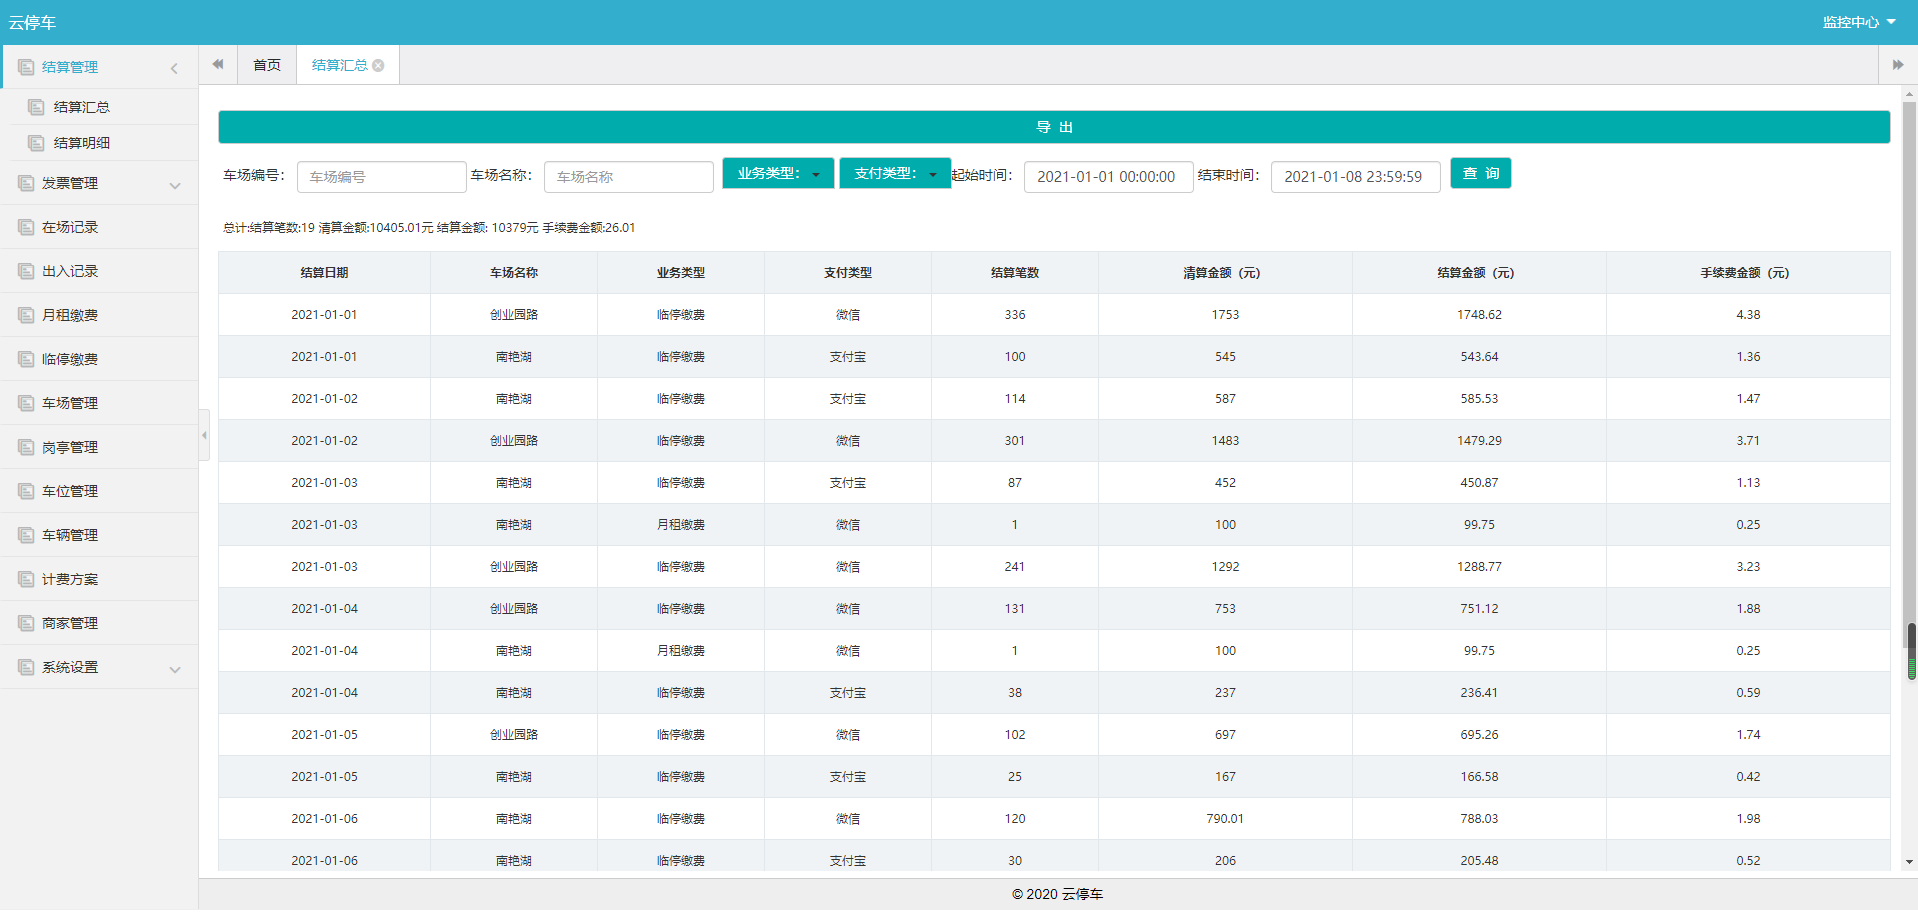 云停车
监控中心
结算管理
结算汇总
结算明细
发票管理
在场记录
出入记录
月租缴费
临停缴费
车场管理
岗亭管理
车位管理
车辆管理
计费方案
商家管理
系统设置
首页 结算汇总
导 出
车场编号: 车场编号 车场名称: 车场名称 业务类型: 支付类型: 起始时间: 2021-01-01 00:00:00 结束时间: 2021-01-08 23:59:59 查 询
总计:结算笔数:19 清算金额:10405.01元 结算金额: 10379元 手续费金额:26.01
结算日期 车场名称 业务类型 支付类型 结算笔数 清算金额（元） 结算金额（元） 手续费金额（元）
2021-01-01 创业园路 临停缴费 微信 336 1753 1748.62 4.38
2021-01-01 南艳湖 临停缴费 支付宝 100 545 543.64 1.36
2021-01-02 南艳湖 临停缴费 支付宝 114 587 585.53 1.47
2021-01-02 创业园路 临停缴费 微信 301 1483 1479.29 3.71
2021-01-03 南艳湖 临停缴费 支付宝 87 452 450.87 1.13
2021-01-03 南艳湖 月租缴费 微信 1 100 99.75 0.25
2021-01-03 创业园路 临停缴费 微信 241 1292 1288.77 3.23
2021-01-04 创业园路 临停缴费 微信 131 753 751.12 1.88
2021-01-04 南艳湖 月租缴费 微信 1 100 99.75 0.25
2021-01-04 南艳湖 临停缴费 支付宝 38 237 236.41 0.59
2021-01-05 创业园路 临停缴费 微信 102 697 695.26 1.74
2021-01-05 南艳湖 临停缴费 支付宝 25 167 166.58 0.42
2021-01-06 南艳湖 临停缴费 微信 120 790.01 788.03 1.98
2021-01-06 南艳湖 临停缴费 支付宝 30 206 205.48 0.52
© 2020 云停车